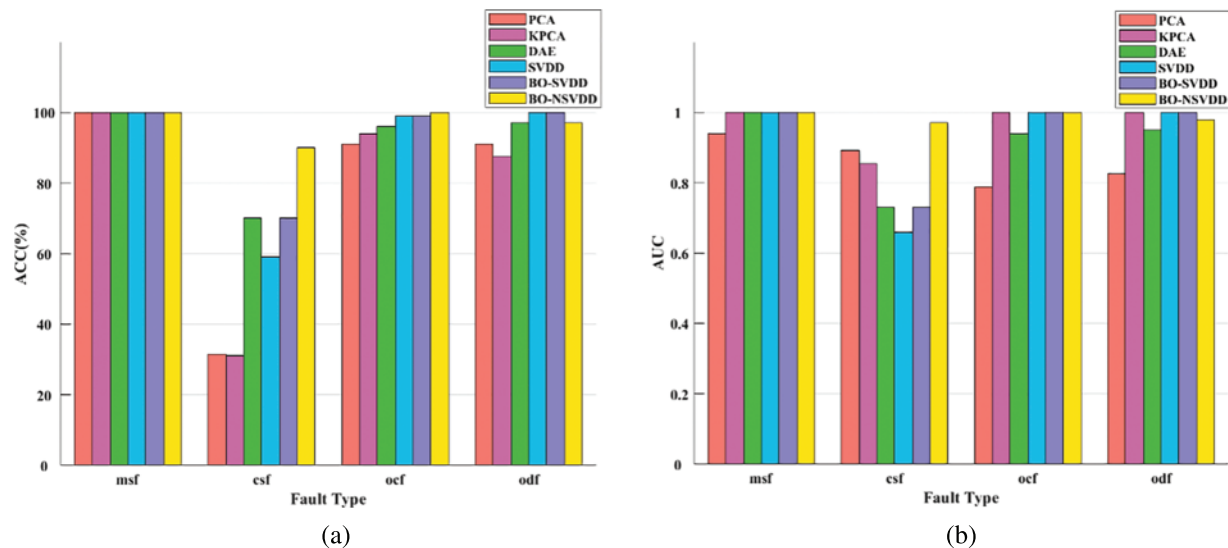 PCA
KPCA
DAE
SVDD
BO-SVDD
BO-NSVDD
100
80
60
40
20
0
ACC(%)
msf csf ocf odf
Fault Type
(a)
PCA
KPCA
DAE
SVDD
BO-SVDD
BO-NSVDD
1
0.8
0.6
0.4
0.2
0
AUC
msf csf ocf odf
Fault Type
(b)